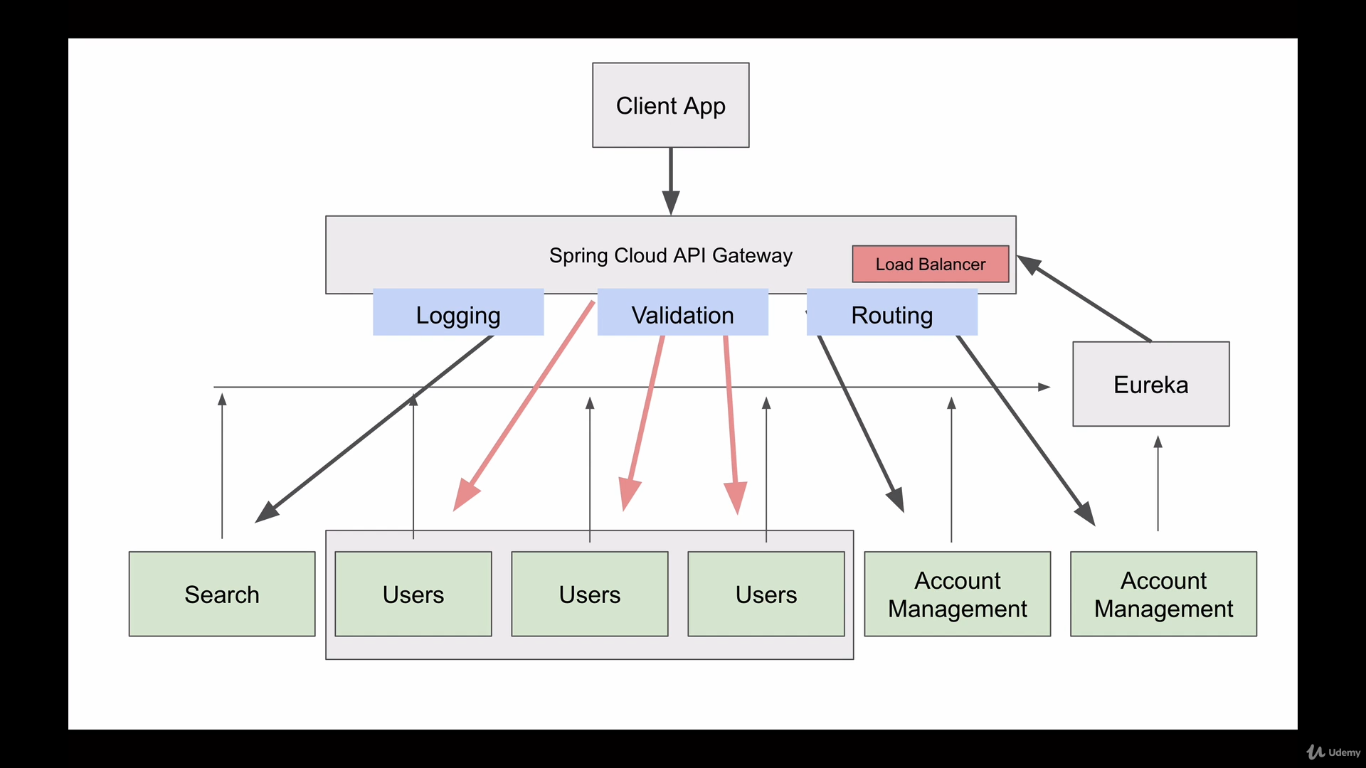 Client App
Spring Cloud API Gateway
Load Balancer
Logging
Validation
Routing
Eureka
Search
Users
Users
Users
Account
Management
Account
Management
Udemy